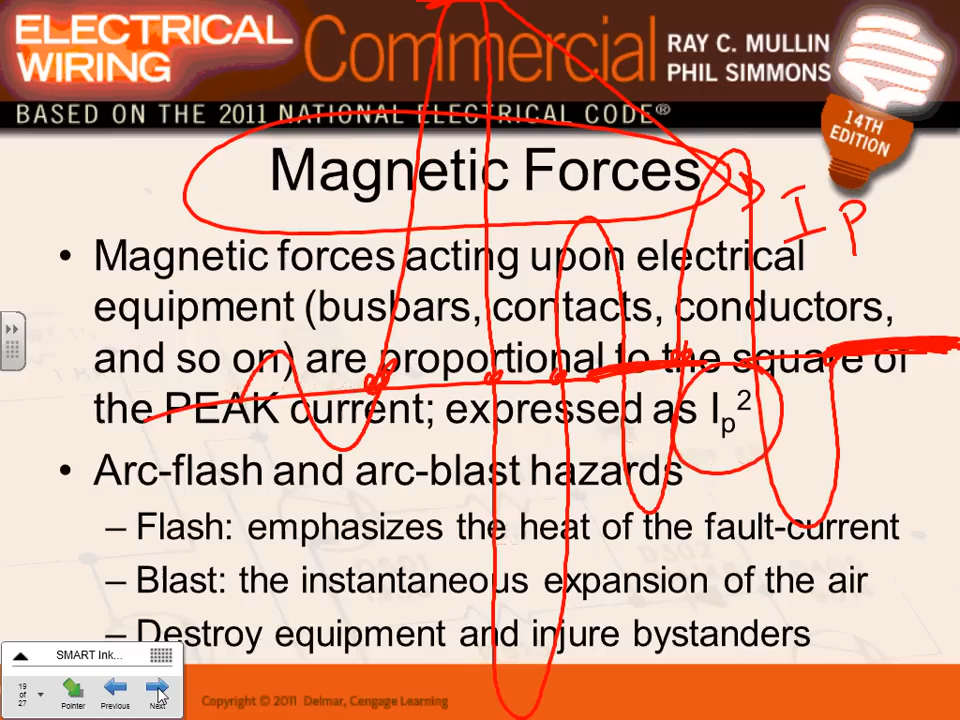 ELECTRICAL
WIRING
Commercial
RAY C. MULLIN
PHIL SIMMONS
BASED ON THE 2011 NATIONAL ELECTRICAL CODE®
14TH
EDITION
Magnetic Forces
I P
• Magnetic forces acting upon electrical
equipment (busbars, contacts, conductors,
and so on) are proportional to the square of
the PEAK current; expressed as Ip²
• Arc-flash and arc-blast hazards
– Flash: emphasizes the heat of the fault-current
– Blast: the instantaneous expansion of the air
– Destroy equipment and injure bystanders
SMART Ink...
19
of
27
Pointer
Previous
Next
Copyright © 2011 Delmar, Cengage Learning